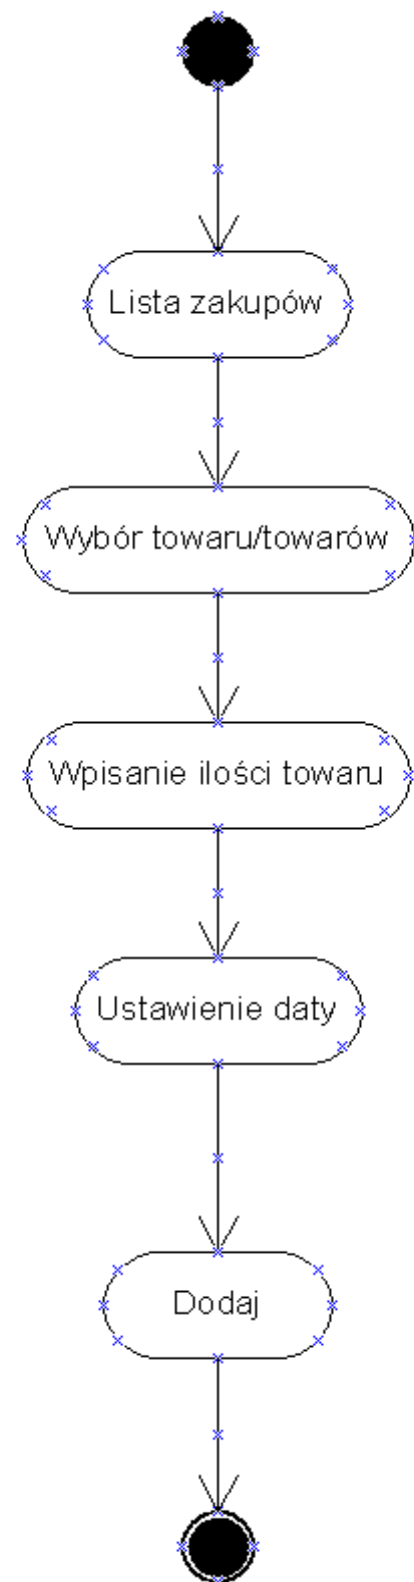 Lista zakupów
Wybór towaru/towarów
Wpisanie ilości towaru
Ustawienie daty
Dodaj